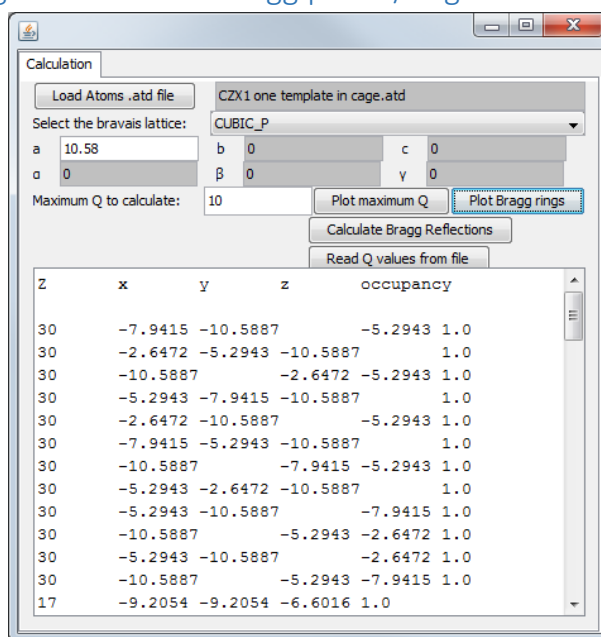 Calculation
Load Atoms .atd file CZX1 one template in cage.atd
Select the bravais lattice: CUBIC_P
a 10.58 b 0 c 0
α 0 β 0 γ 0
Maximum Q to calculate: 10 Plot maximum Q Plot Bragg rings
Calculate Bragg Reflections
Read Q values from file
Z x y z occupancy
30 -7.9415 -10.5887 -5.2943 1.0
30 -2.6472 -5.2943 -10.5887 1.0
30 -10.5887 -2.6472 -5.2943 1.0
30 -5.2943 -7.9415 -10.5887 1.0
30 -2.6472 -10.5887 -5.2943 1.0
30 -7.9415 -5.2943 -10.5887 1.0
30 -10.5887 -7.9415 -5.2943 1.0
30 -5.2943 -2.6472 -10.5887 1.0
30 -5.2943 -10.5887 -7.9415 1.0
30 -10.5887 -5.2943 -2.6472 1.0
30 -5.2943 -10.5887 -2.6472 1.0
30 -10.5887 -5.2943 -7.9415 1.0
17 -9.2054 -9.2054 -6.6016 1.0